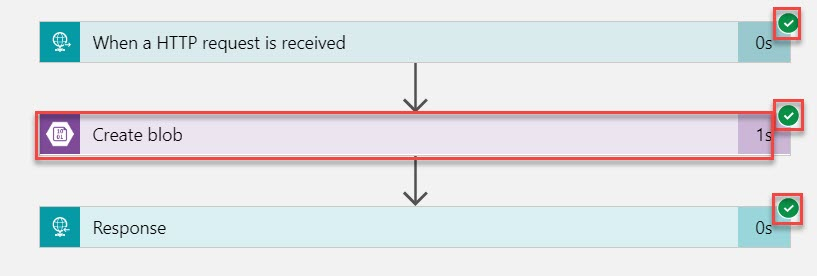 When a HTTP request is received 0s
Create blob 1s
Response 0s